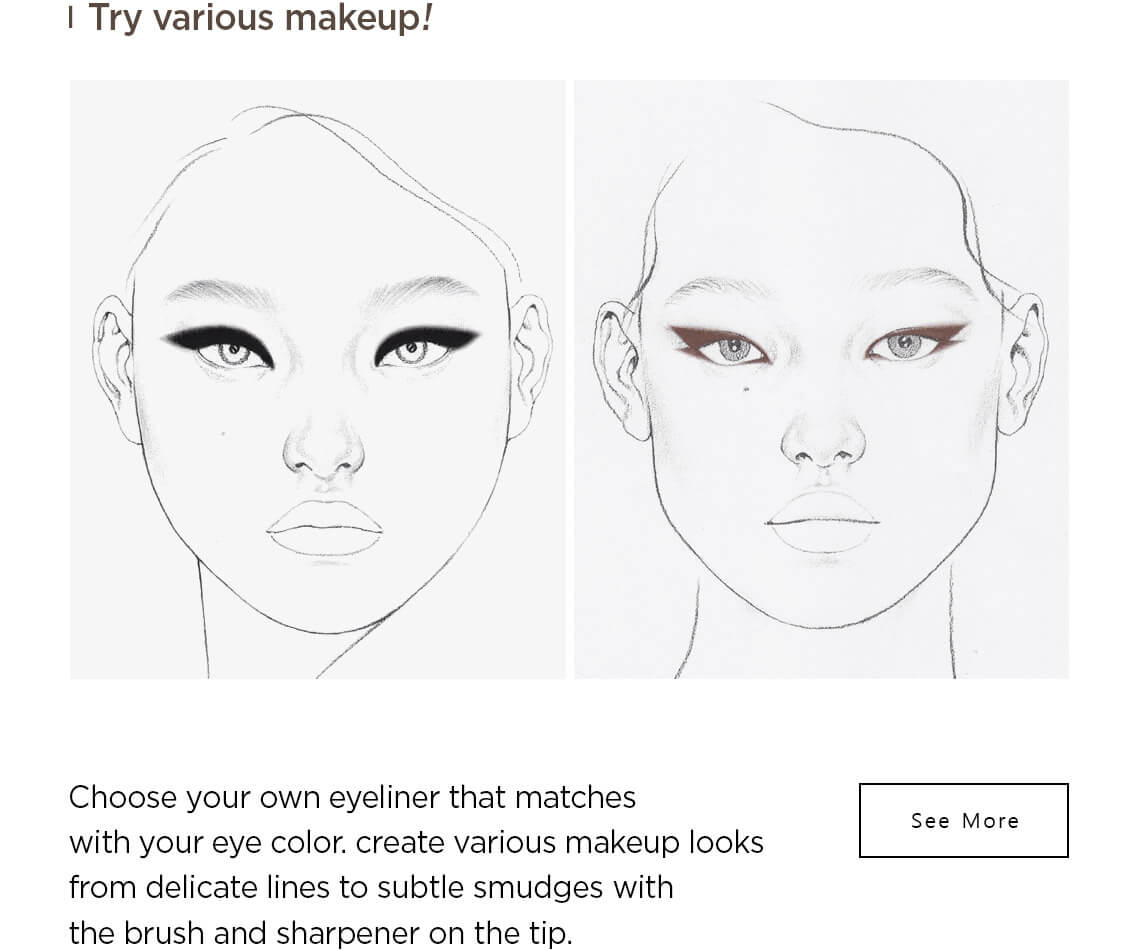 Try various makeup!
Choose your own eyeliner that matches
with your eye color. create various makeup looks
from delicate lines to subtle smudges with
the brush and sharpener on the tip.
See More